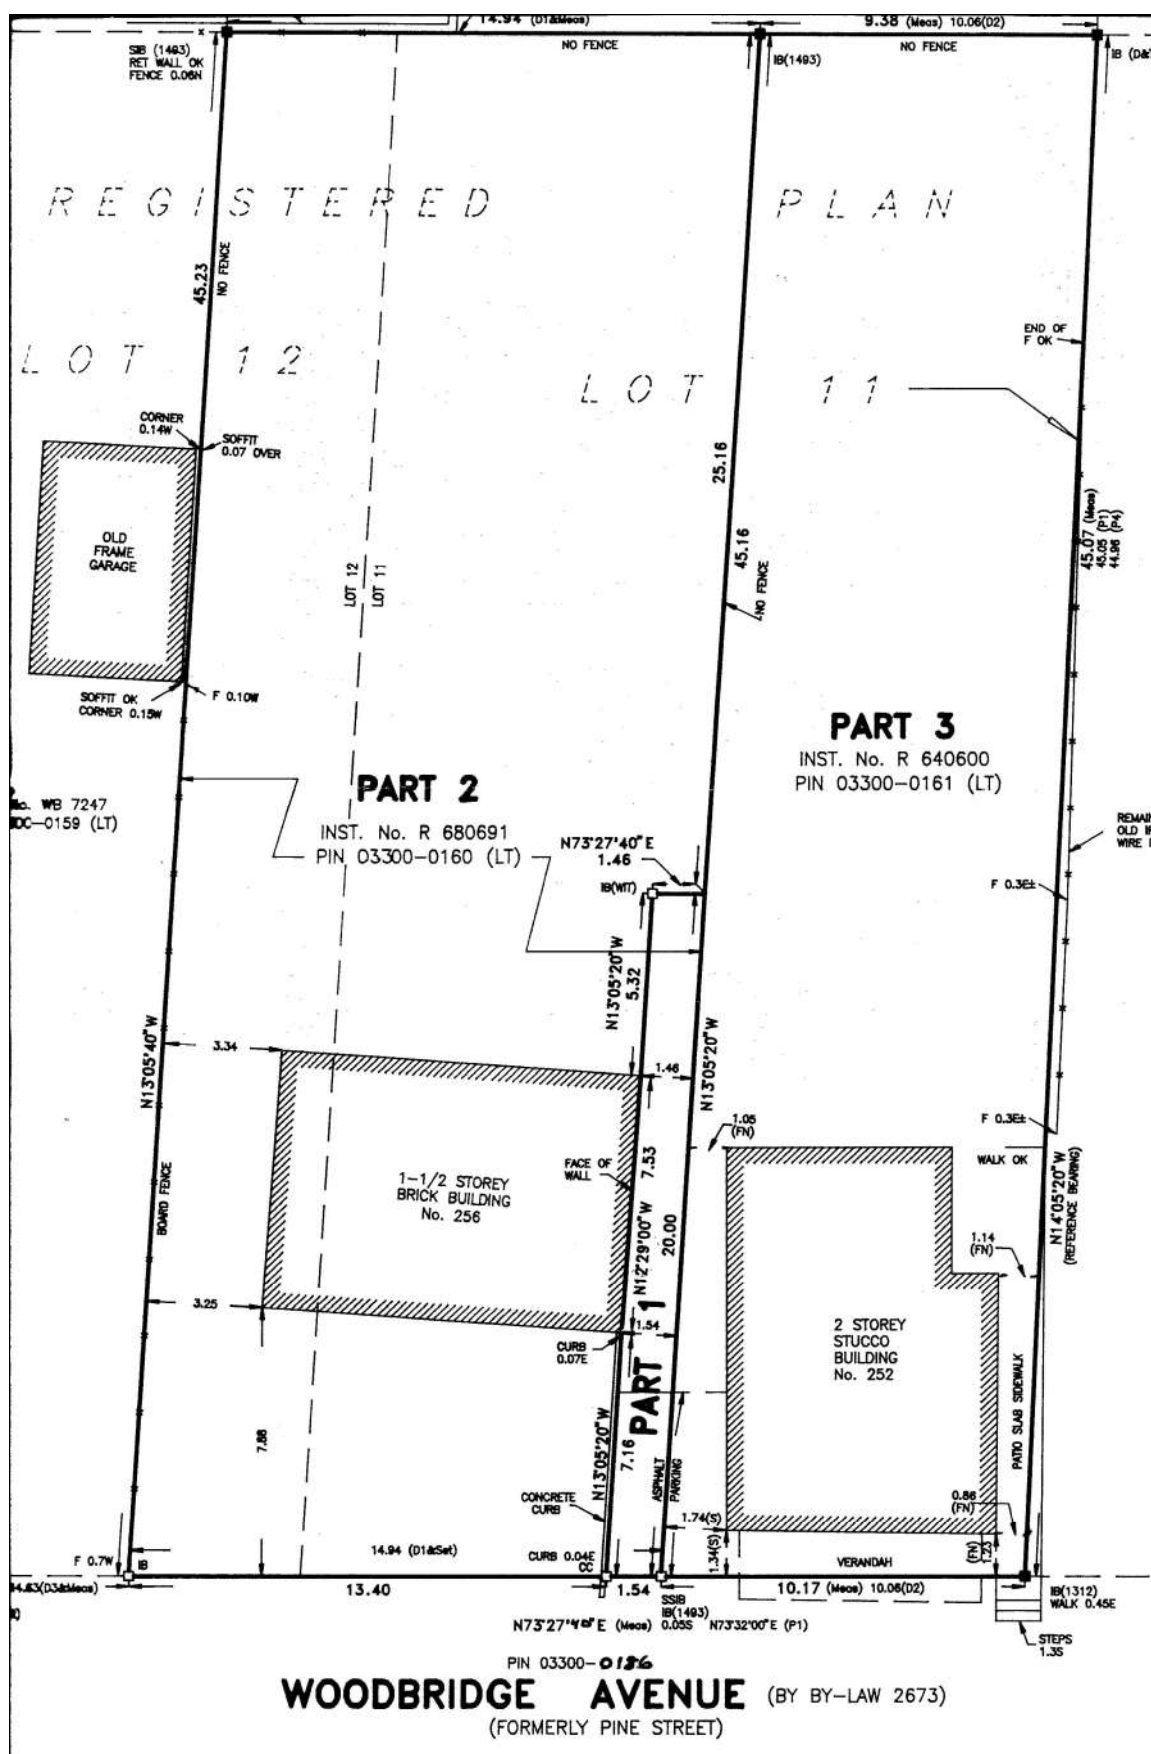 14.94 (D1&Meas)
9.38 (Meas) 10.06(D2)
SIB (1493)
RET WALL OK
FENCE 0.06N
NO FENCE
IB(1493)
NO FENCE
REGISTERED PLAN
45.23
NO FENCE
END OF
F OK
LOT 12
LOT 11
CORNER
0.14W
SOFFIT
0.07 OVER
25.16
45.16
NO FENCE
45.07 (Meas)
45.05 (P1)
44.96 (P4)
OLD
FRAME
GARAGE
LOT 12
LOT 11
SOFFIT OK
CORNER 0.15W
F 0.10W
PART 3
INST. No. R 640600
PIN 03300-0161 (LT)
PART 2
INST. No. R 680691
PIN 03300-0160 (LT)
WB 7247
-0159 (LT)
N73°27'40"E
1.46
IB(WIT)
OLD
WIRE
F 0.3E±
N13°05'20"W
5.32
N13°05'40"W
3.34
1.46
N13°05'20"W
1.05
(FN)
F 0.3E±
WALK OK
N14°05'20"W
(REFERENCE BEARING)
BOARD FENCE
1-1/2 STOREY
BRICK BUILDING
No. 256
FACE OF
WALL
7.53
N12°29'00"W
20.00
1.14
(FN)
3.25
1.54
CURB
0.07E
PART 1
2 STOREY
STUCCO
BUILDING
No. 252
PATIO SLAB SIDEWALK
7.88
N13°05'20"W
7.16
ASPHALT
PARKING
CONCRETE
CURB
0.86
(FN)
1.74(S)
1.34(S)
1.23
(FN)
F 0.7W
IB
14.94 (D1&Set)
CURB 0.04E
CC
VERANDAH
13.40
1.54
10.17 (Meas) 10.06(D2)
SSIB
IB(1493)
0.05S
IB(1312)
WALK 0.45E
N73°27'40"E (Meas)
N73°32'00"E (P1)
STEPS
1.3S
PIN 03300-0186
WOODBRIDGE AVENUE (BY BY-LAW 2673)
(FORMERLY PINE STREET)